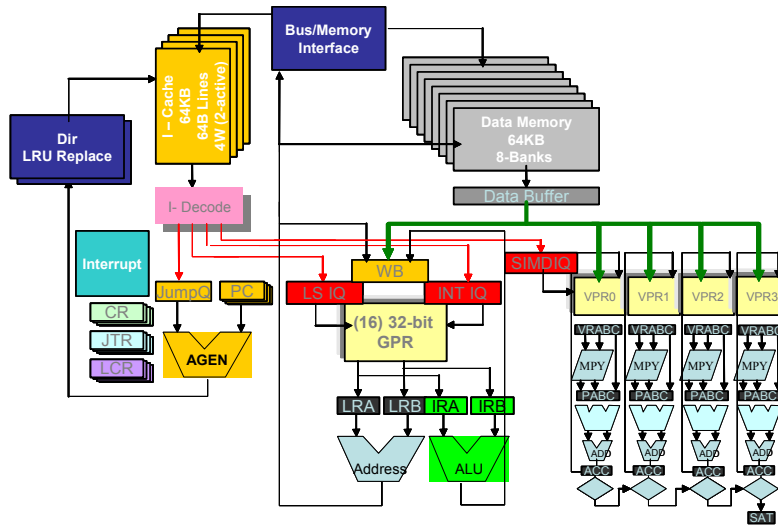 Bus/Memory
Interface
I – Cache
64KB
64B Lines
4W (2-active)
Dir
LRU Replace
Data Memory
64KB
8-Banks
Data Buffer
I- Decode
Interrupt
JumpQ
PC
WB
LS IQ
INT IQ
SIMDIQ
CR
JTR
LCR
AGEN
(16) 32-bit
GPR
VPR0
VPR1
VPR2
VPR3
VRABC
VRABC
VRABC
VRABC
MPY
MPY
MPY
MPY
PABC
PABC
PABC
PABC
LRA
LRB
IRA
IRB
Address
ALU
ADD
ADD
ADD
ADD
ACC
ACC
ACC
ACC
SAT